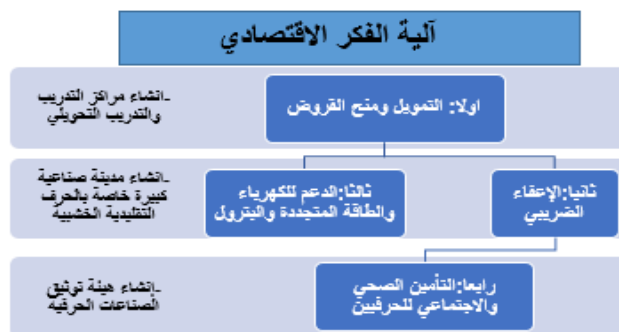 آلية الفكر الاقتصادي
اولا: التمويل ومنح القروض
-انشاء مراكز التدريب
والتدريب التحويلي
ثانيا:الإعفاء
الضريبي
ثالثا:الدعم للكهرباء
والطاقة المتجددة والبترول
-انشاء مدينة صناعية
كبيرة خاصة بالحرف
التقليدية الخشبية
رابعا:التأمين الصحي
والاجتماعي للحرفيين
-إنشاء هيئة توثيق
الصناعات الحرفية